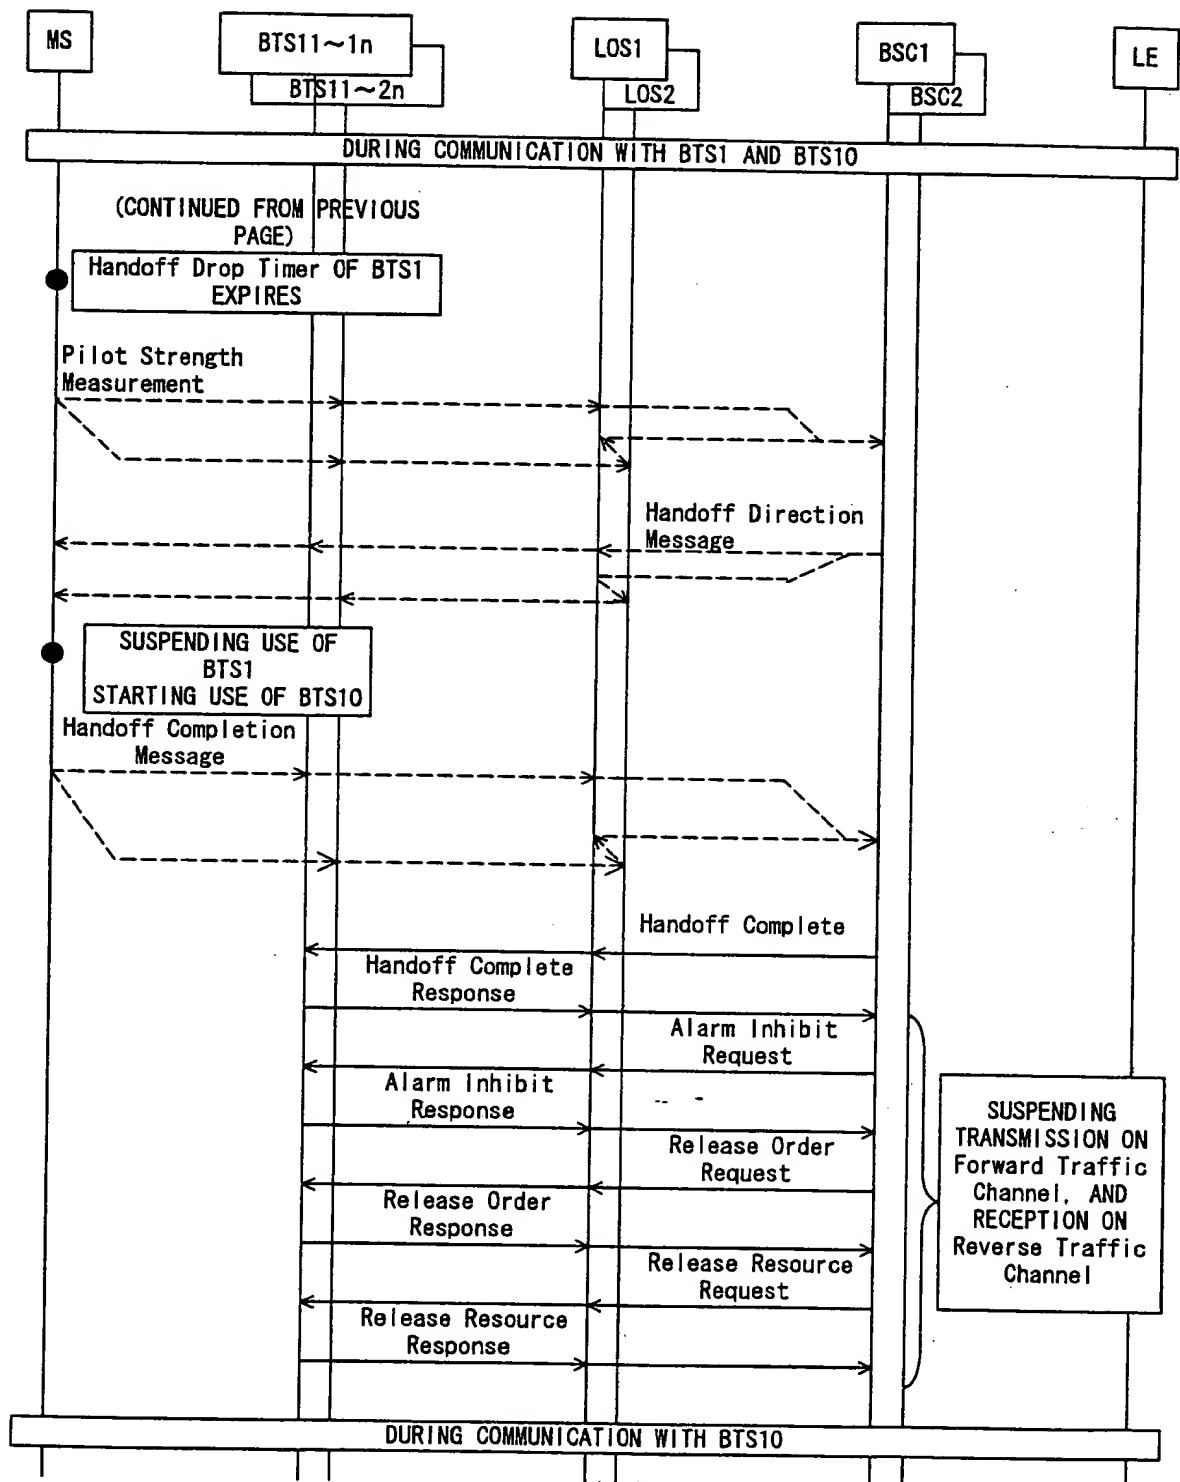 MS
BTS11~1n
BTS11~2n
LOS1
LOS2
BSC1
BSC2
LE
DURING COMMUNICATION WITH BTS1 AND BTS10
(CONTINUED FROM PREVIOUS
PAGE)
Handoff Drop Timer OF BTS1
EXPIRES
Pilot Strength
Measurement
Handoff Direction
Message
SUSPENDING USE OF
BTS1
STARTING USE OF BTS10
Handoff Completion
Message
Handoff Complete
Handoff Complete
Response
Alarm Inhibit
Request
Alarm Inhibit
Response
Release Order
Request
Release Order
Response
Release Resource
Request
Release Resource
Response
SUSPENDING
TRANSMISSION ON
Forward Traffic
Channel, AND
RECEPTION ON
Reverse Traffic
Channel
DURING COMMUNICATION WITH BTS10